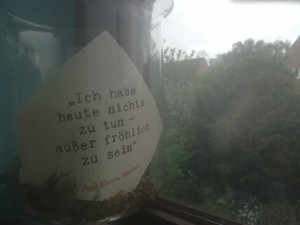 „Ich habe
heute nichts
zu tun -
außer fröhlich
zu sein“